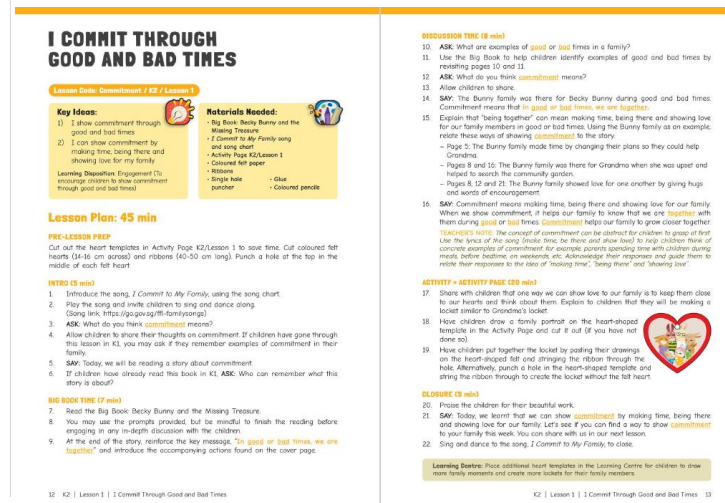 I COMMIT THROUGH
GOOD AND BAD TIMES
Lesson Code: Commitment / K2 / Lesson 1
Key Ideas:
1) I show commitment through
good and bad times
2) I can show commitment by
making time, being there and
showing love for my family
Learning Disposition: Engagement (To
encourage children to show commitment
through good and bad times)
Materials Needed:
• Big Book: Becky Bunny and the
Missing Treasure
• I Commit to My Family song
and song chart
• Activity Page K2/Lesson 1
• Coloured felt paper
• Ribbons
• Single hole
puncher
• Glue
• Coloured pencils
Lesson Plan: 45 min
PRE-LESSON PREP
Cut out the heart templates in Activity Page K2/Lesson 1 to save time. Cut coloured felt
hearts (14-16 cm across) and ribbons (40-50 cm long). Punch a hole at the top in the
middle of each felt heart
INTRO (5 min)
1. Introduce the song, I Commit to My Family, using the song chart.
2. Play the song and invite children to sing and dance along.
(Song link: https://go.gov.sg/ffl-familysongs)
3. ASK: What do you think commitment means?
4. Allow children to share their thoughts on commitment. If children have gone through
this lesson in K1, you may ask if they remember examples of commitment in their
family.
5. SAY: Today, we will be reading a story about commitment.
6. If children have already read this book in K1, ASK: Who can remember what this
story is about?
BIG BOOK TIME (7 min)
7. Read the Big Book: Becky Bunny and the Missing Treasure.
8. You may use the prompts provided, but be mindful to finish the reading before
engaging in any in-depth discussion with the children.
9. At the end of the story, reinforce the key message, "In good or bad times, we are
together" and introduce the accompanying actions found on the cover page.
12 K2 | Lesson 1 | I Commit Through Good and Bad Times
DISCUSSION TIME (8 min)
10. ASK: What are examples of good or bad times in a family?
11. Use the Big Book to help children identify examples of good and bad times by
revisiting pages 10 and 11.
12. ASK: What do you think commitment means?
13. Allow children to share.
14. SAY: The Bunny family was there for Becky Bunny during good and bad times.
Commitment means that in good or bad times, we are together.
15. Explain that "being together" can mean making time, being there and showing love
for our family members in good or bad times. Using the Bunny family as an example,
relate these ways of showing commitment to the story.
– Page 5: The Bunny family made time by changing their plans so they could help
Grandma.
– Pages 8 and 16: The Bunny family was there for Grandma when she was upset and
helped to search the community garden.
– Pages 8, 12 and 21: The Bunny family showed love for one another by giving hugs
and words of encouragement.
16. SAY: Commitment means making time, being there and showing love for our family.
When we show commitment, it helps our family to know that we are together with
them during good or bad times. Commitment helps our family to grow closer together.
TEACHER'S NOTE: The concept of commitment can be abstract for children to grasp at first.
Use the lyrics of the song (make time, be there and show love) to help children think of
concrete examples of commitment, for example, parents spending time with children during
meals, before bedtime, on weekends, etc. Acknowledge their responses and guide them to
relate their responses to the idea of "making time", "being there" and "showing love".
ACTIVITY + ACTIVITY PAGE (20 min)
17. Share with children that one way we can show love to our family is to keep them close
to our hearts and think about them. Explain to children that they will be making a
locket similar to Grandma's locket.
18. Have children draw a family portrait on the heart-shaped
template in the Activity Page and cut it out (if you have not
done so).
19. Have children put together the locket by pasting their drawings
on the heart-shaped felt and stringing the ribbon through the
hole. Alternatively, punch a hole in the heart-shaped template and
string the ribbon through to create the locket without the felt heart.
CLOSURE (5 min)
20. Praise the children for their beautiful work.
21. SAY: Today, we learnt that we can show commitment by making time, being there
and showing love for our family. Let's see if you can find a way to show commitment
to your family this week. You can share with us in our next lesson.
22. Sing and dance to the song, I Commit to My Family, to close.
Learning Centre: Place additional heart templates in the Learning Centre for children to draw
more family moments and create more lockets for their family members.
K2 | Lesson 1 | I Commit Through Good and Bad Times 13